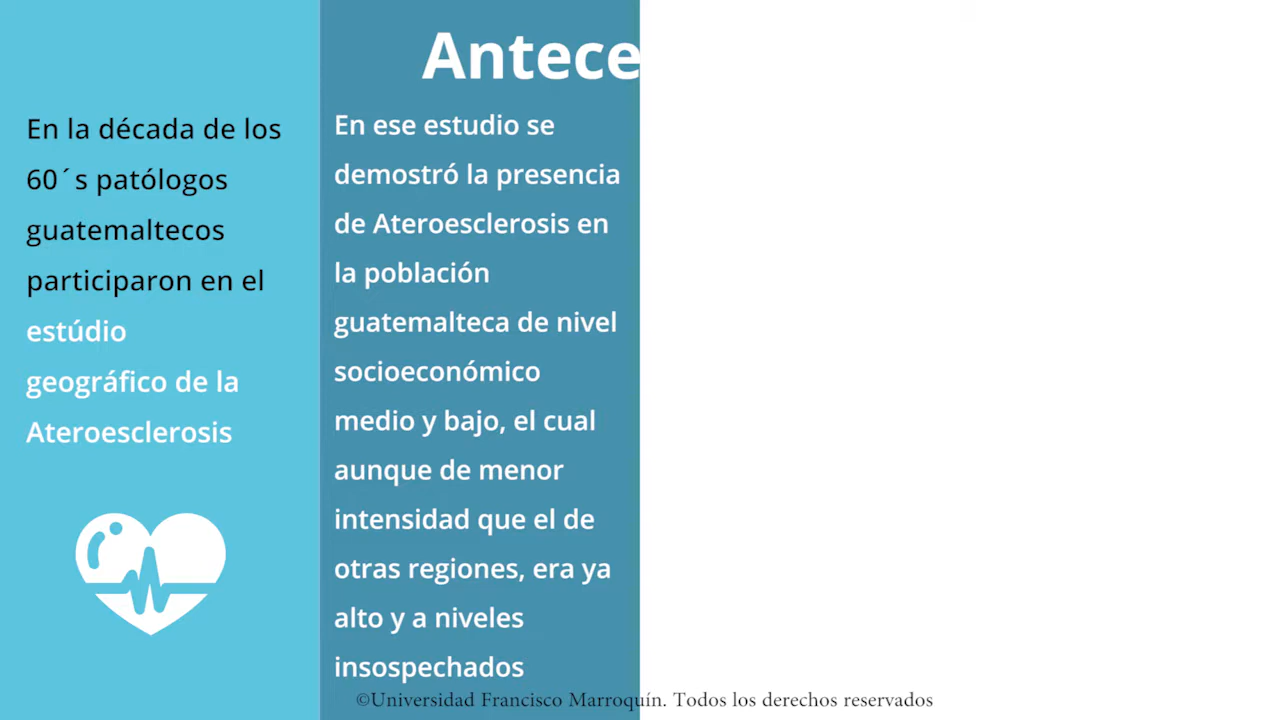 Antece
En la década de los
60´s patólogos
guatemaltecos
participaron en el
estúdio
geográfico de la
Ateroesclerosis
En ese estudio se
demostró la presencia
de Ateroesclerosis en
la población
guatemalteca de nivel
socioeconómico
medio y bajo, el cual
aunque de menor
intensidad que el de
otras regiones, era ya
alto y a niveles
insospechados
©Universidad Francisco Marroquín. Todos los derechos reservados